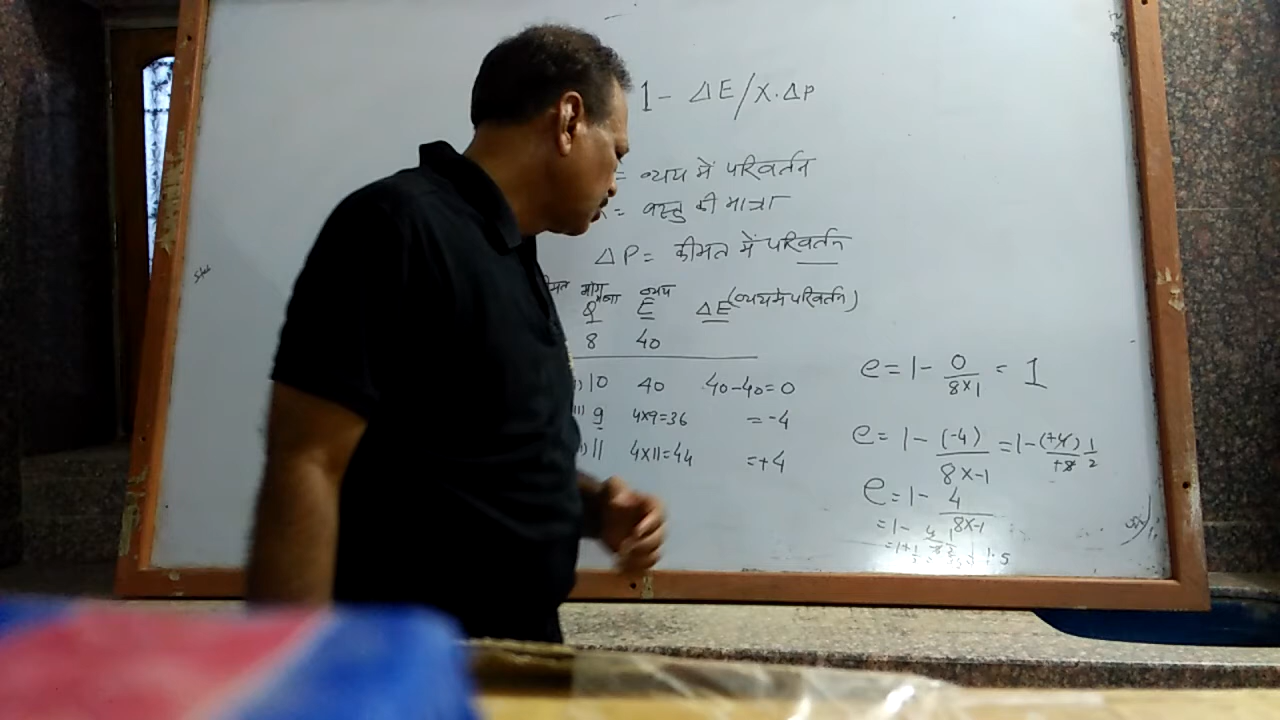 1 - ΔE/X.ΔP
= व्यय में परिवर्तन
= वस्तु की मात्रा
ΔP = कीमत में परिवर्तन
मांग व्यय
E ΔE (व्यय में परिवर्तन)
8 40
10 40 40-40=0
9 4x9=36 =-4
11 4x11=44 =+4
e = 1 - 0/8x1 = 1
e = 1 - (-4)/8x-1 = 1 - (+4)/+8 1/2
e = 1 - 4/8x-1